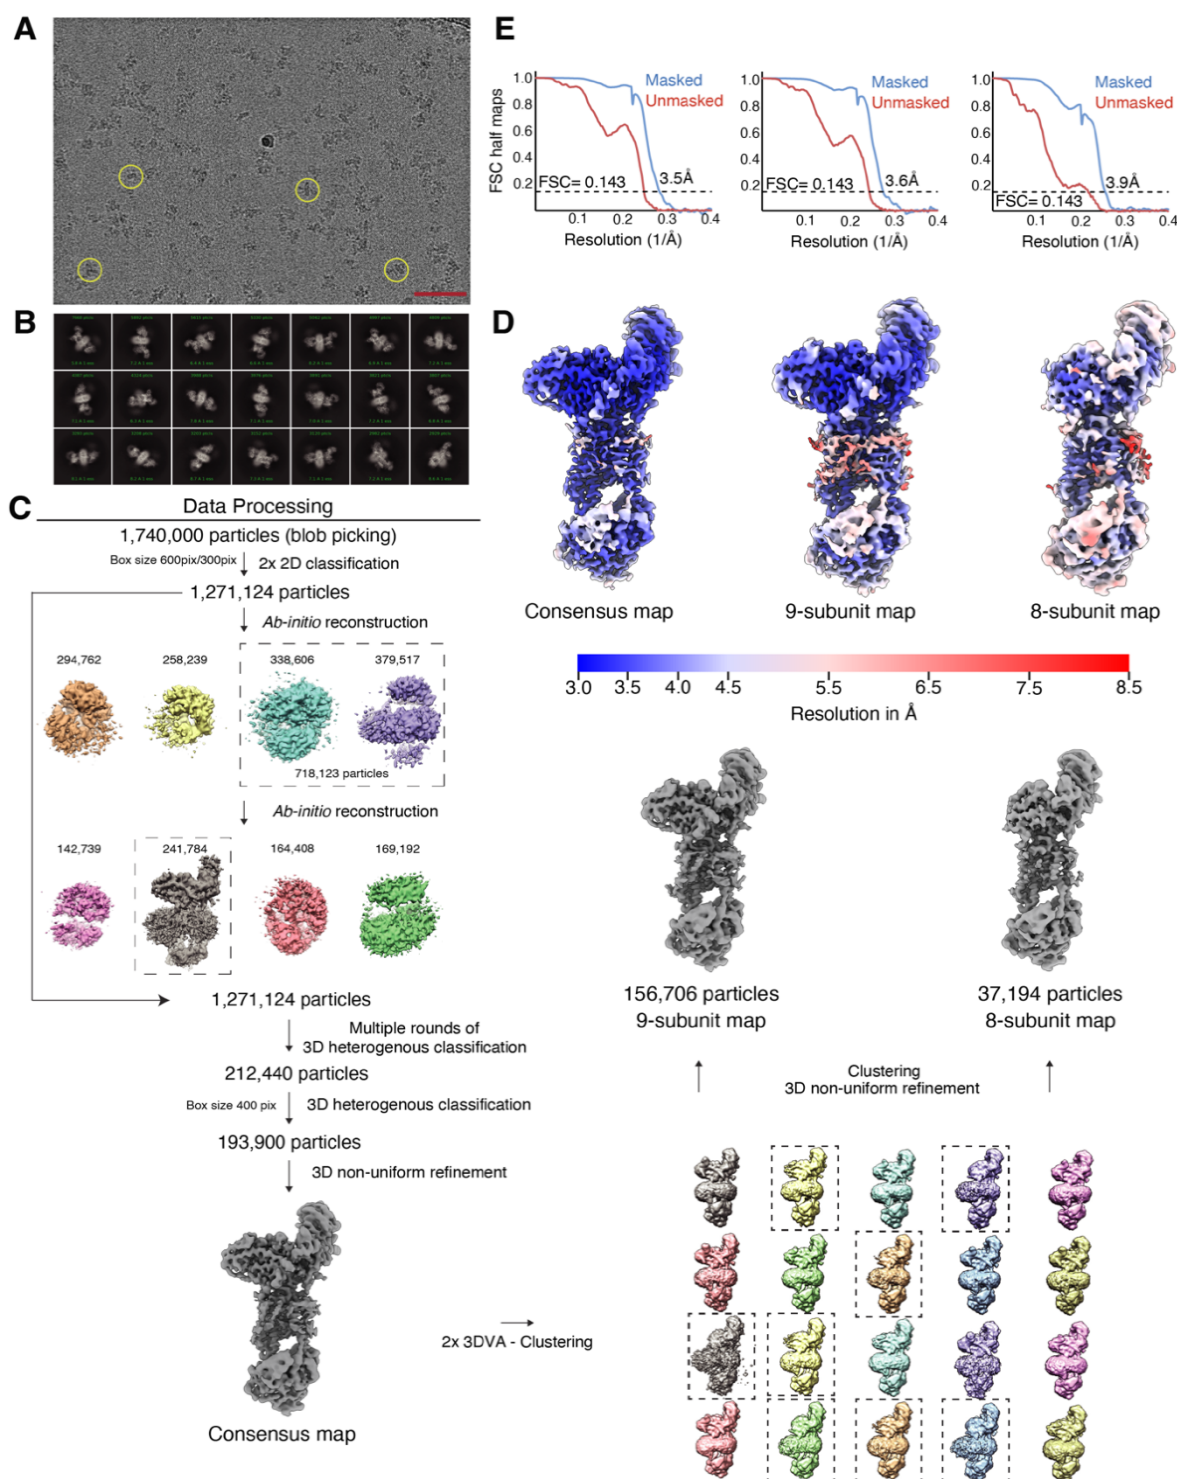 A
B
C
Data Processing
1,740,000 particles (blob picking)
Box size 600pix/300pix
2x 2D classification
1,271,124 particles
Ab-initio reconstruction
294,762
258,239
338,606
379,517
718,123 particles
Ab-initio reconstruction
142,739
241,784
164,408
169,192
1,271,124 particles
Multiple rounds of
3D heterogenous classification
212,440 particles
Box size 400 pix
3D heterogenous classification
193,900 particles
3D non-uniform refinement
Consensus map
2x 3DVA - Clustering
E
FSC half maps
1.0
0.8
0.6
0.4
0.2
Masked
Unmasked
FSC= 0.143
3.5Å
0.1
0.2
0.3
0.4
Resolution (1/Å)
1.0
0.8
0.6
0.4
0.2
Masked
Unmasked
FSC= 0.143
3.6Å
0.1
0.2
0.3
0.4
Resolution (1/Å)
1.0
0.8
0.6
0.4
0.2
Masked
Unmasked
FSC= 0.143
3.9Å
0.1
0.2
0.3
0.4
Resolution (1/Å)
D
Consensus map
9-subunit map
8-subunit map
3.0
3.5
4.0
4.5
5.5
6.5
7.5
8.5
Resolution in Å
156,706 particles
9-subunit map
37,194 particles
8-subunit map
Clustering
3D non-uniform refinement